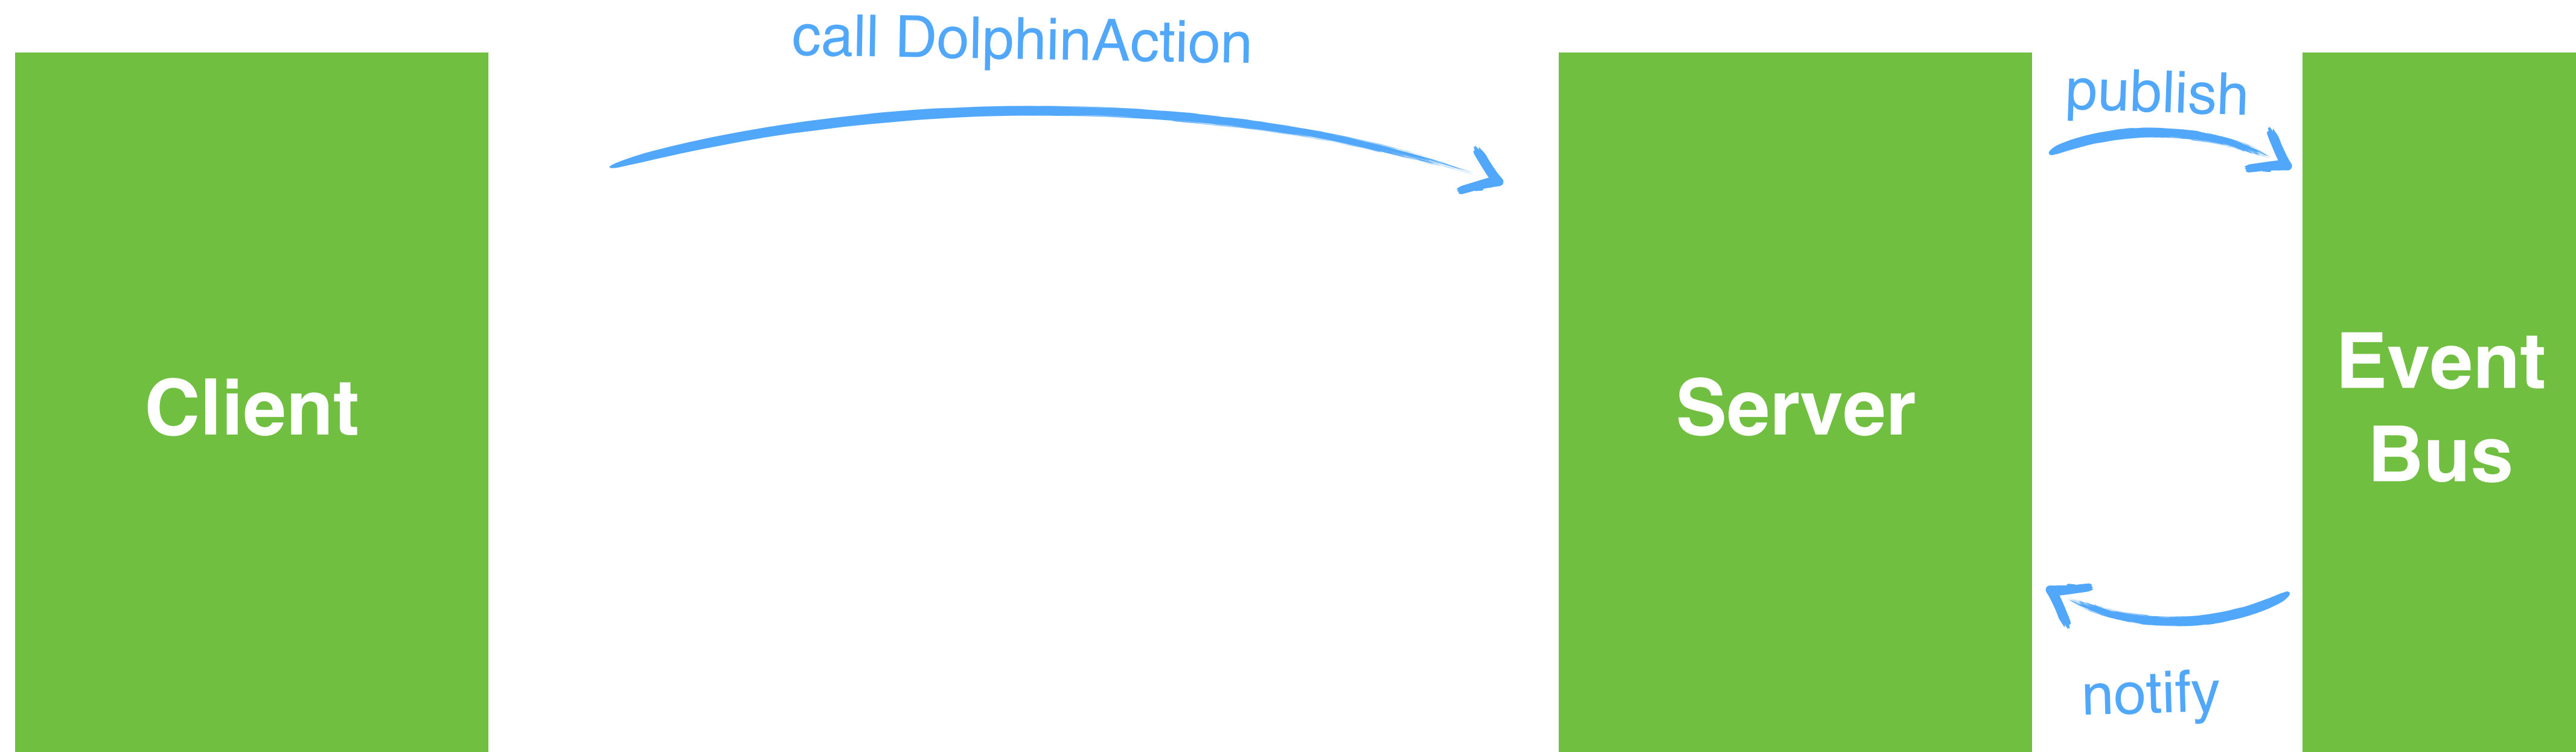 call DolphinAction
publish
Client
Server
Event
Bus
notify